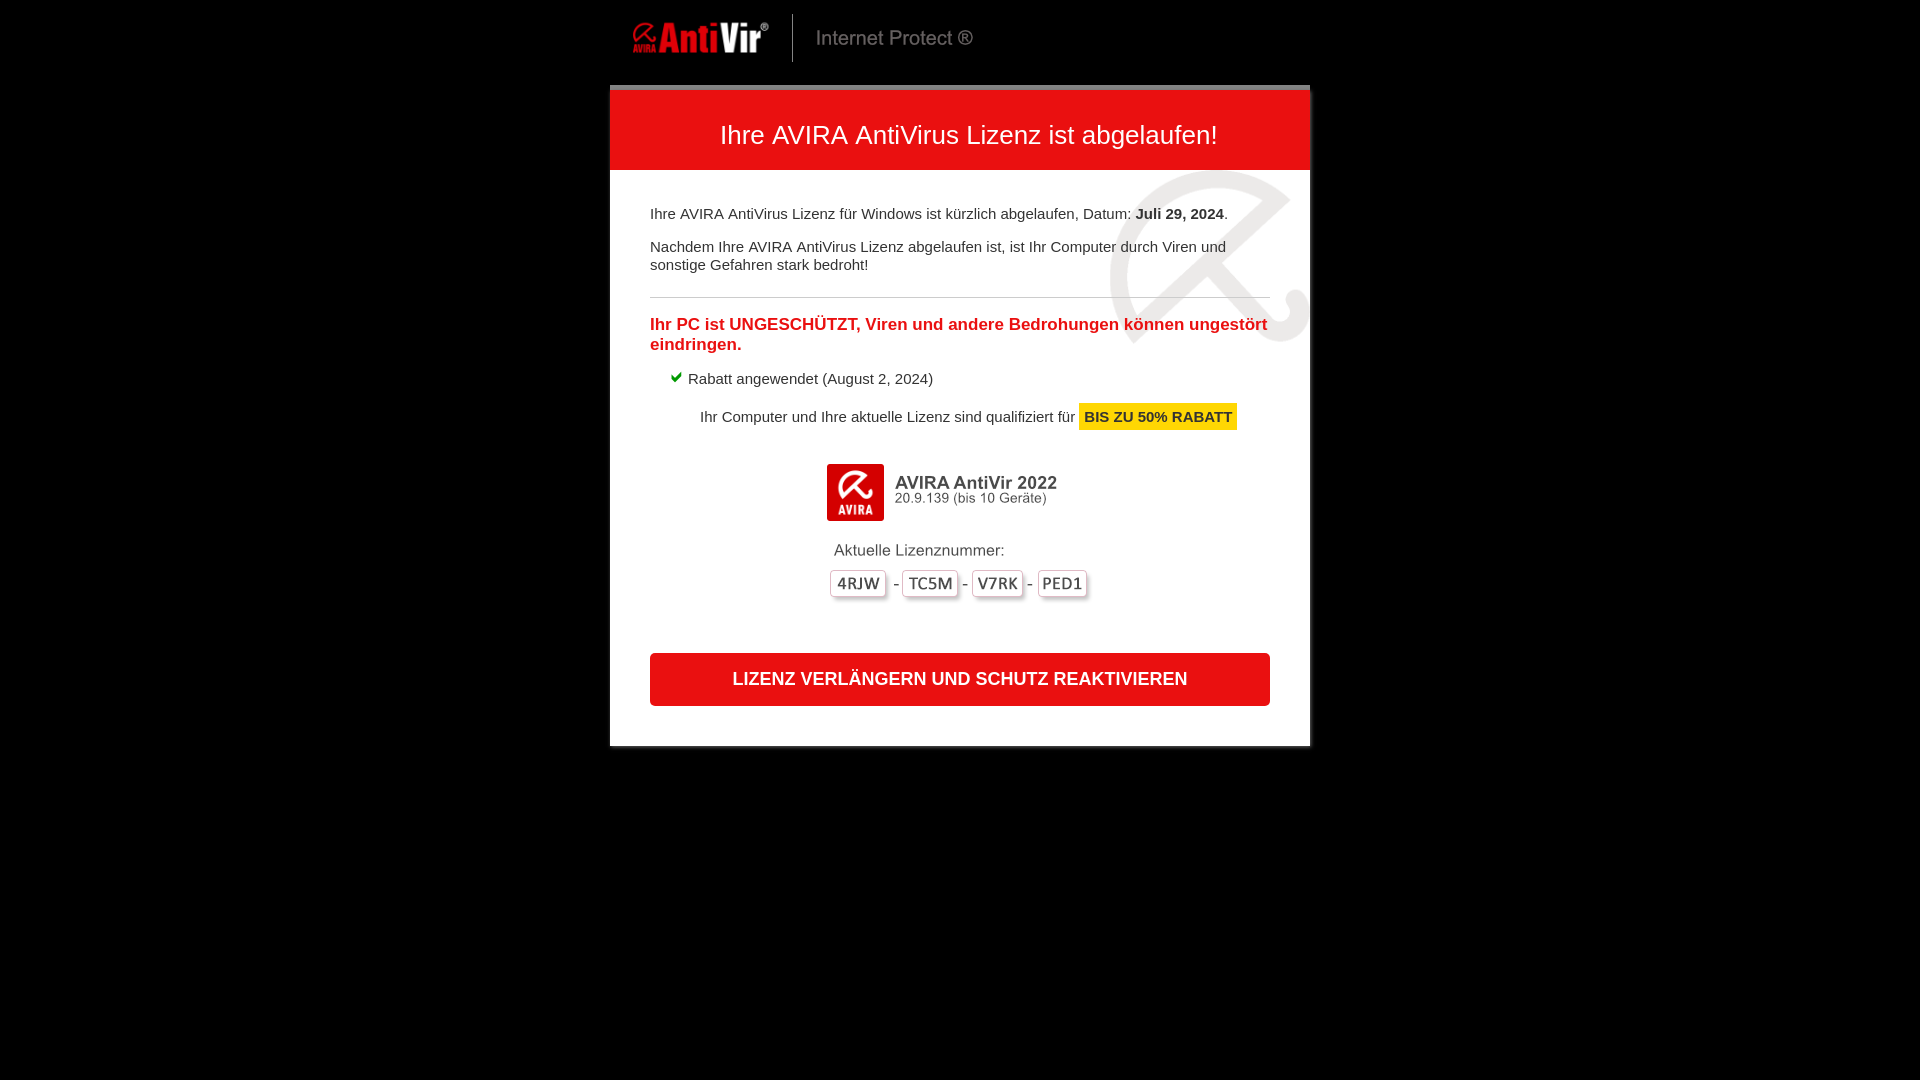 AVIRA AntiVir®
Internet Protect ®
Ihre AVIRA AntiVirus Lizenz ist abgelaufen!
Ihre AVIRA AntiVirus Lizenz für Windows ist kürzlich abgelaufen, Datum: Juli 29, 2024.
Nachdem Ihre AVIRA AntiVirus Lizenz abgelaufen ist, ist Ihr Computer durch Viren und
sonstige Gefahren stark bedroht!
Ihr PC ist UNGESCHÜTZT, Viren und andere Bedrohungen können ungestört
eindringen.
Rabatt angewendet (August 2, 2024)
Ihr Computer und Ihre aktuelle Lizenz sind qualifiziert für BIS ZU 50% RABATT
AVIRA
AVIRA AntiVir 2022
20.9.139 (bis 10 Geräte)
Aktuelle Lizenznummer:
4RJW - TC5M - V7RK - PED1
LIZENZ VERLÄNGERN UND SCHUTZ REAKTIVIEREN